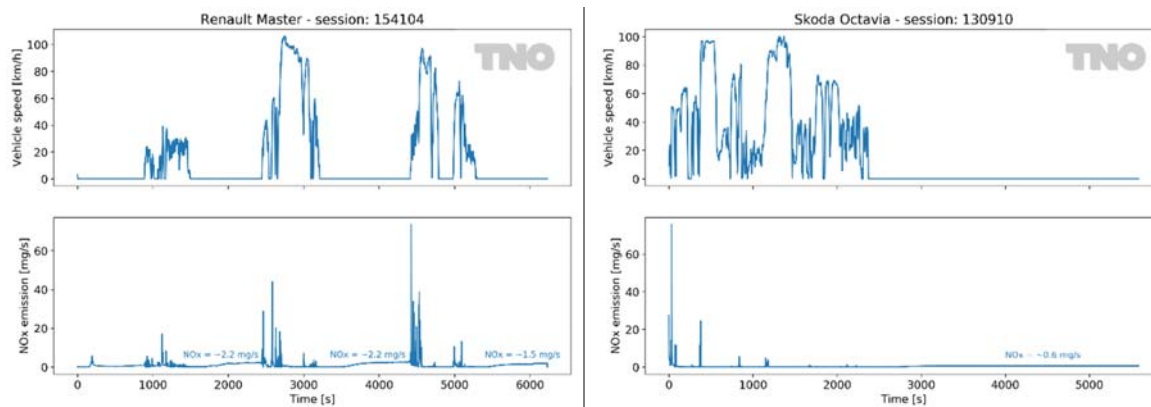 Renault Master - session: 154104
TNO
Vehicle speed [km/h]
100
80
60
40
20
0
NOx emission [mg/s]
60
40
20
0
NOx = ~2.2 mg/s
NOx = ~2.2 mg/s
NOx = ~1.5 mg/s
0 1000 2000 3000 4000 5000 6000
Time [s]
Skoda Octavia - session: 130910
TNO
Vehicle speed [km/h]
100
80
60
40
20
0
NOx emission [mg/s]
60
40
20
0
NOx = ~0.6 mg/s
0 1000 2000 3000 4000 5000
Time [s]